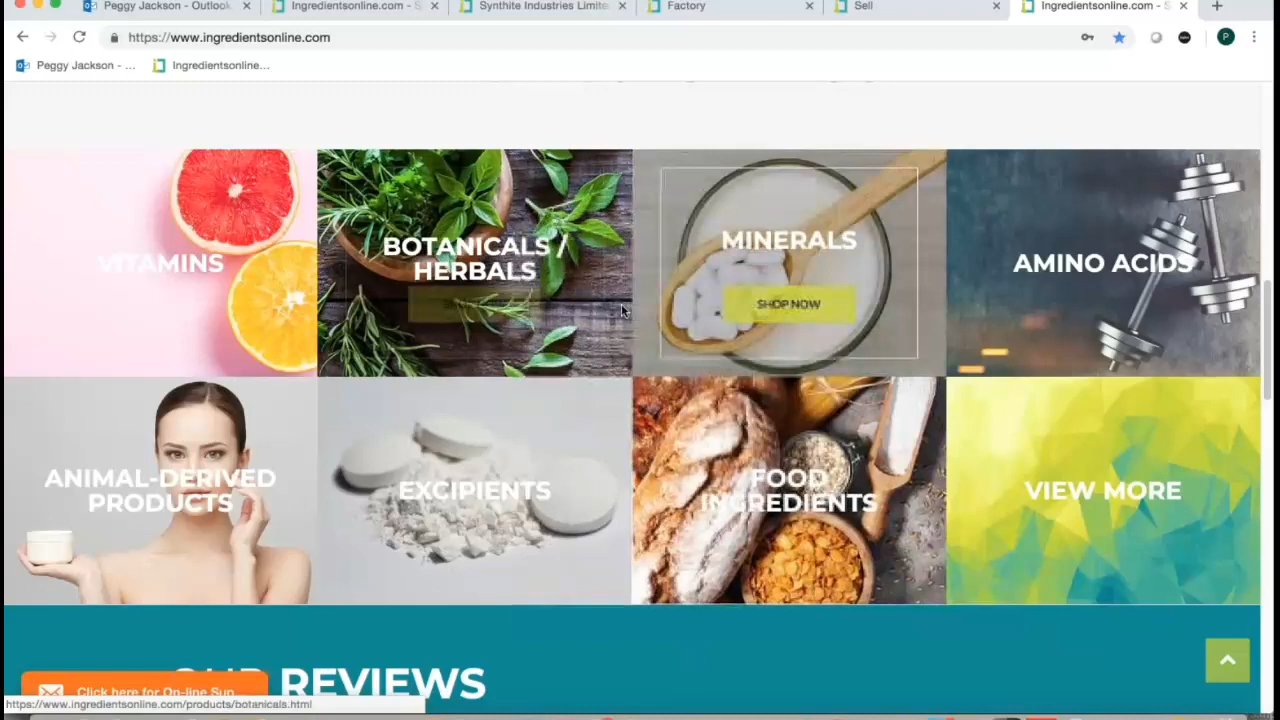 Peggy Jackson - Outlook
Ingredientsonline.com - S
Synthite Industries Limite
Factory
Sell
Ingredientsonline.com - S
https://www.ingredientsonline.com
P
Peggy Jackson - ...
Ingredientsonline...
VITAMINS
BOTANICALS /
HERBALS
MINERALS
SHOP NOW
AMINO ACIDS
ANIMAL-DERIVED
PRODUCTS
EXCIPIENTS
FOOD
INGREDIENTS
VIEW MORE
OUR REVIEWS
Click here for On-line Sup
https://www.ingredientsonline.com/products/botanicals.html